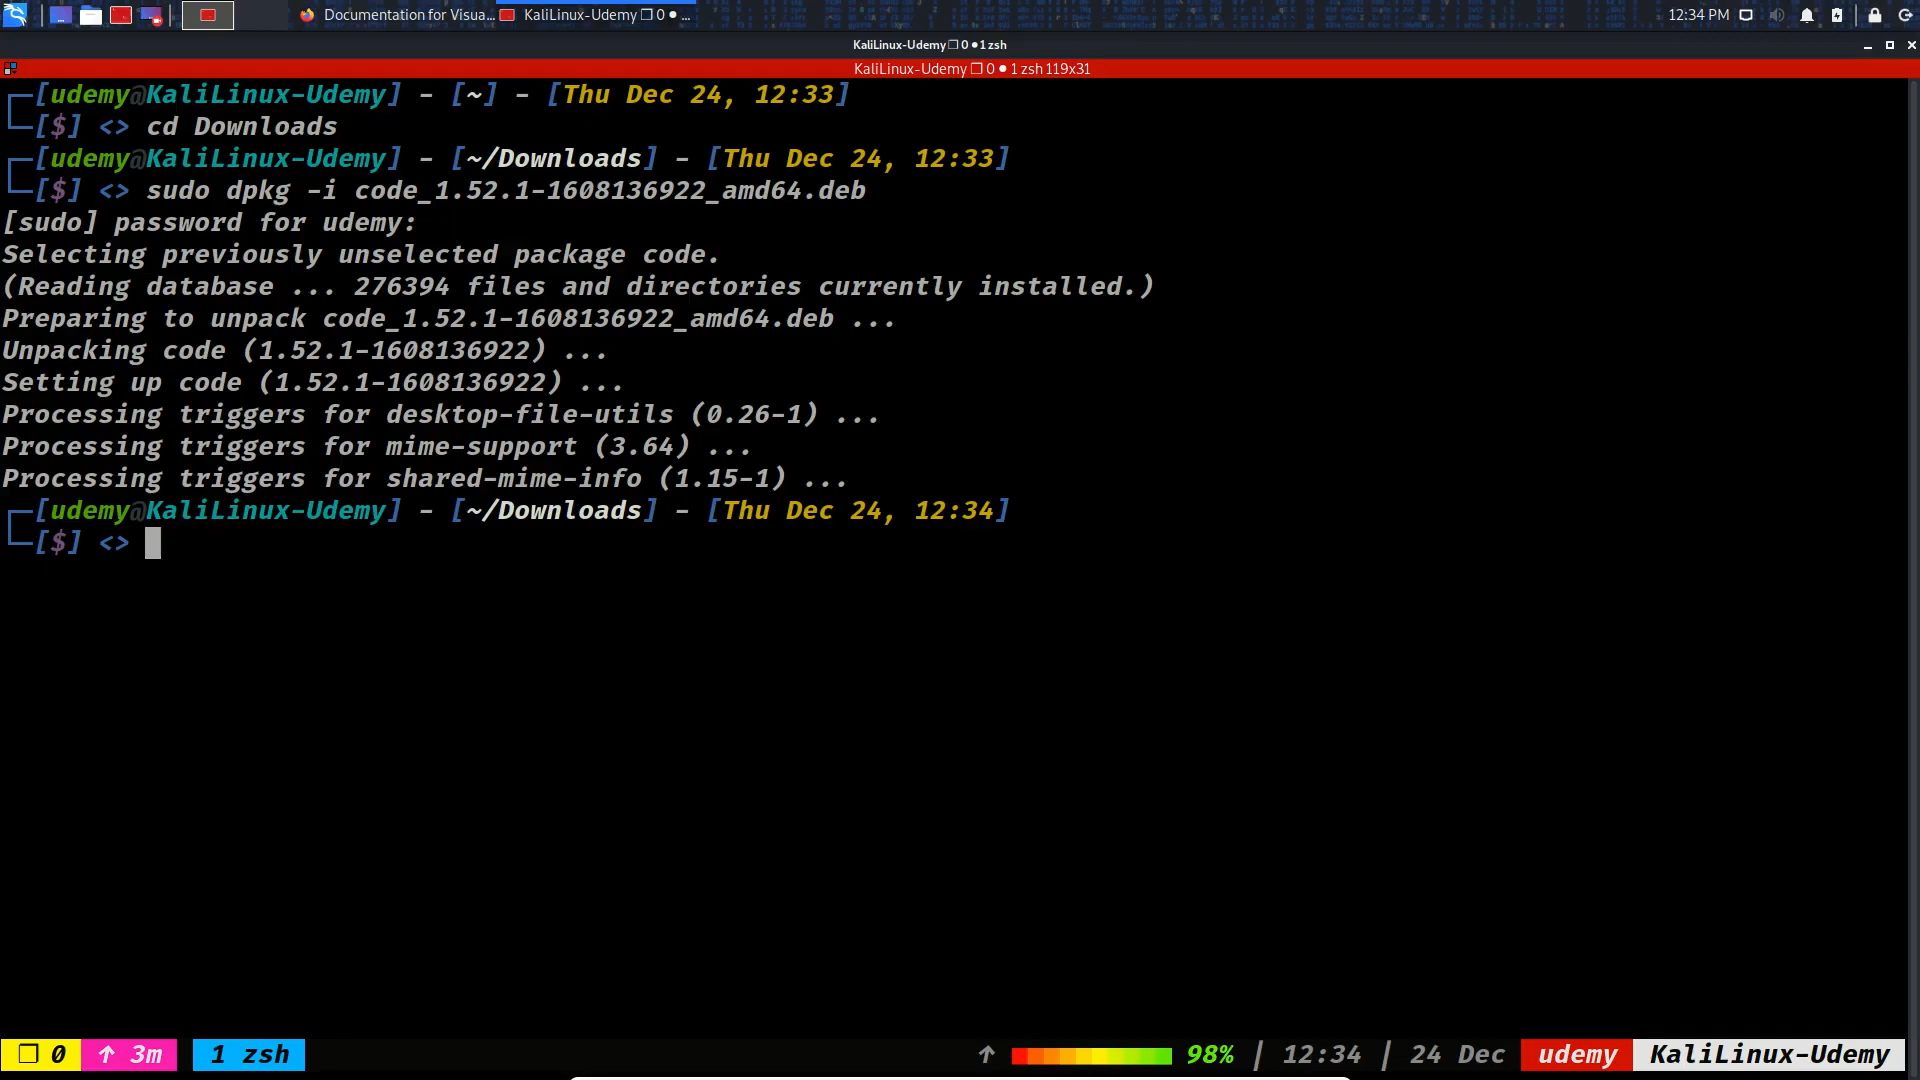 Documentation for Visua... KaliLinux-Udemy ❐ 0 ● ... 12:34 PM
KaliLinux-Udemy ❐ 0 ● 1 zsh
KaliLinux-Udemy ❐ 0 ● 1 zsh 119x31
┌─[udemy@KaliLinux-Udemy] - [~] - [Thu Dec 24, 12:33]
└─[$] <> cd Downloads
┌─[udemy@KaliLinux-Udemy] - [~/Downloads] - [Thu Dec 24, 12:33]
└─[$] <> sudo dpkg -i code_1.52.1-1608136922_amd64.deb
[sudo] password for udemy:
Selecting previously unselected package code.
(Reading database ... 276394 files and directories currently installed.)
Preparing to unpack code_1.52.1-1608136922_amd64.deb ...
Unpacking code (1.52.1-1608136922) ...
Setting up code (1.52.1-1608136922) ...
Processing triggers for desktop-file-utils (0.26-1) ...
Processing triggers for mime-support (3.64) ...
Processing triggers for shared-mime-info (1.15-1) ...
┌─[udemy@KaliLinux-Udemy] - [~/Downloads] - [Thu Dec 24, 12:34]
└─[$] <>
❐ 0 ↑ 3m 1 zsh ↑ 98% | 12:34 | 24 Dec udemy KaliLinux-Udemy